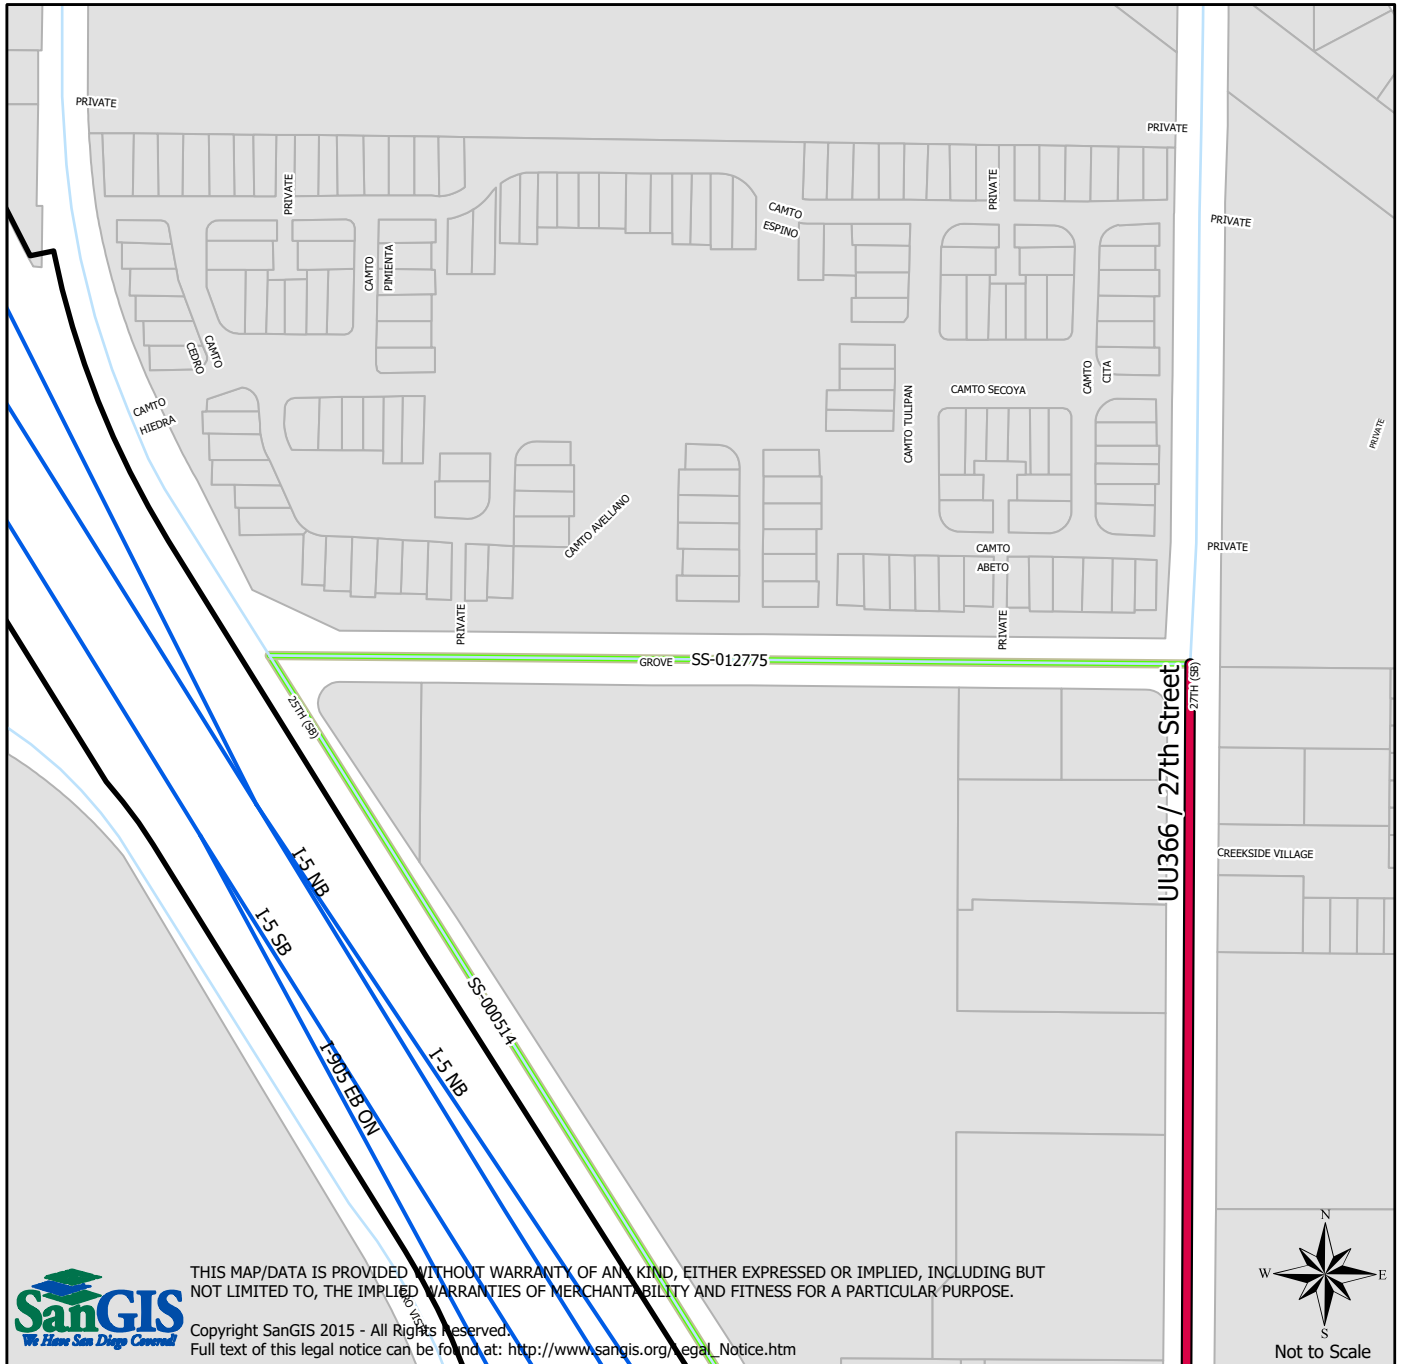 PRIVATE
PRIVATE
PRIVATE
PRIVATE
CAMTO
ESPINO
PRIVATE
CAMTO
PIMIENTA
CAMTO
CEDRO
CAMTO
HIEDRA
CAMTO
CITA
CAMTO SECOYA
CAMTO TULIPAN
PRIVATE
CAMTO AVELLANO
CAMTO
ABETO
PRIVATE
PRIVATE
PRIVATE
GROVE
SS-012775
25TH (SB)
27TH (SB)
UU366 / 27th Street
CREEKSIDE VILLAGE
I-5 NB
I-5 SB
SS-000514
I-905 EB ON
I-5 NB
N
W
E
S
Not to Scale
SanGIS
We Have San Diego Covered!
THIS MAP/DATA IS PROVIDED WITHOUT WARRANTY OF ANY KIND, EITHER EXPRESSED OR IMPLIED, INCLUDING BUT
NOT LIMITED TO, THE IMPLIED WARRANTIES OF MERCHANTABILITY AND FITNESS FOR A PARTICULAR PURPOSE.
Copyright SanGIS 2015 - All Rights Reserved.
Full text of this legal notice can be found at: http://www.sangis.org/Legal_Notice.htm